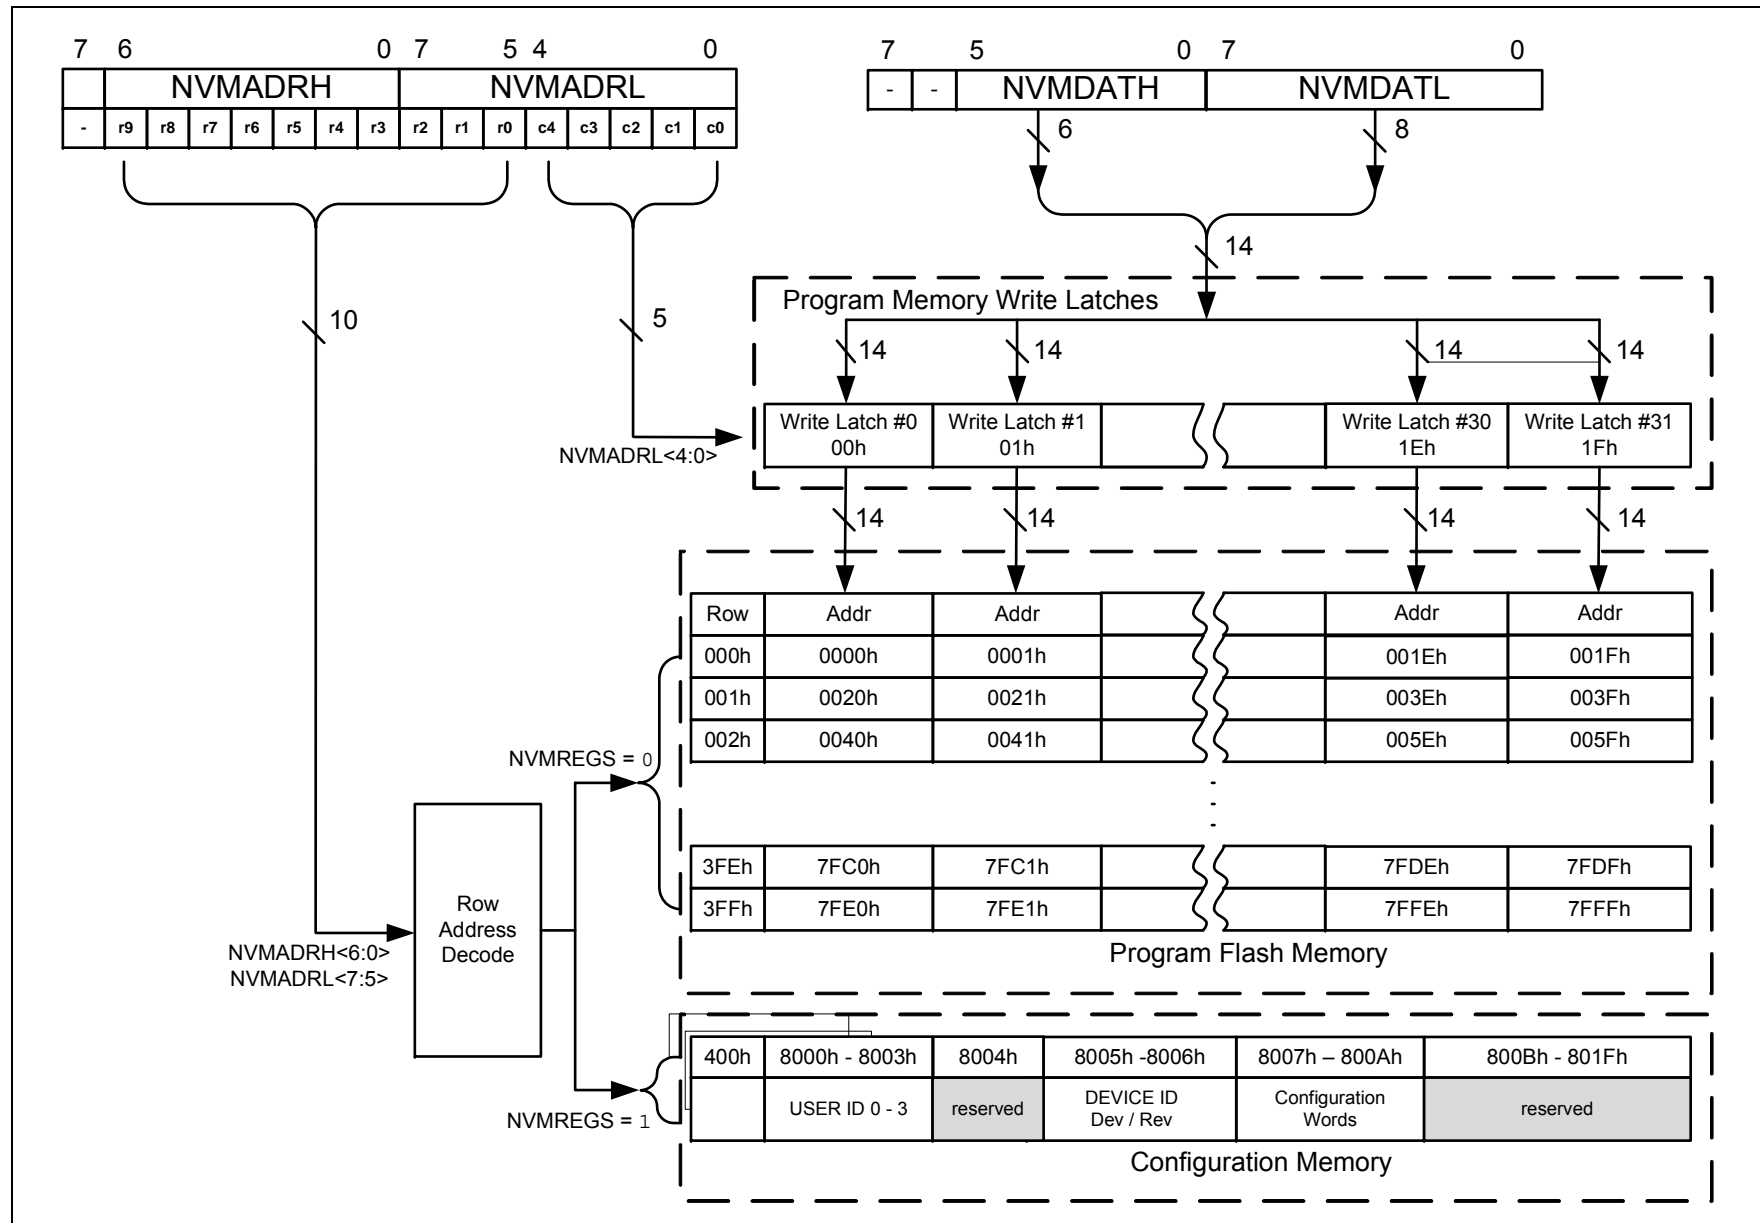 7 6 0 7 5 4 0
NVMADRH NVMADRL
- r9 r8 r7 r6 r5 r4 r3 r2 r1 r0 c4 c3 c2 c1 c0
7 5 0 7 0
- - NVMDATH NVMDATL
6 8
14
10 5
Program Memory Write Latches
14 14 14 14
Write Latch #0 Write Latch #1 Write Latch #30 Write Latch #31
00h 01h 1Eh 1Fh
NVMADRL<4:0>
14 14 14 14
Row Addr Addr Addr Addr
000h 0000h 0001h 001Eh 001Fh
001h 0020h 0021h 003Eh 003Fh
002h 0040h 0041h 005Eh 005Fh
NVMREGS = 0
3FEh 7FC0h 7FC1h 7FDEh 7FDFh
3FFh 7FE0h 7FE1h 7FFEh 7FFFh
Program Flash Memory
Row
Address
Decode
NVMADRH<6:0>
NVMADRL<7:5>
400h 8000h - 8003h 8004h 8005h -8006h 8007h – 800Ah 800Bh - 801Fh
USER ID 0 - 3 reserved DEVICE ID Configuration reserved
Dev / Rev Words
NVMREGS = 1
Configuration Memory